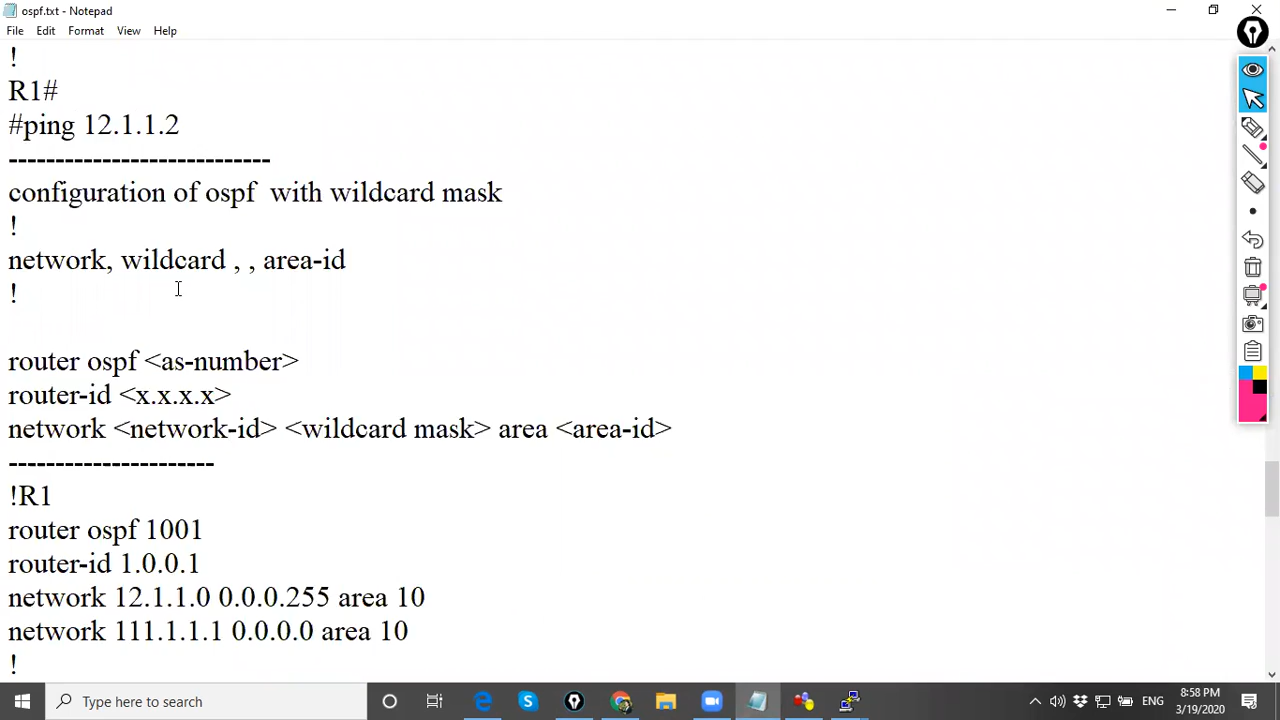 ospf.txt - Notepad
File Edit Format View Help
!
R1#
#ping 12.1.1.2
----------------------------
configuration of ospf  with wildcard mask
!
network, wildcard , , area-id
!
router ospf <as-number>
router-id <x.x.x.x>
network <network-id> <wildcard mask> area <area-id>
----------------------
!R1
router ospf 1001
router-id 1.0.0.1
network 12.1.1.0 0.0.0.255 area 10
network 111.1.1.1 0.0.0.0 area 10
!
Type here to search
ENG
8:58 PM
3/19/2020